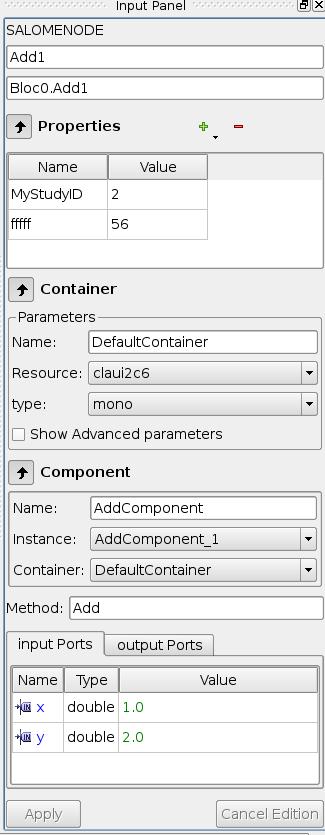 Input Panel
SALOMENODE
Add1
Bloc0.Add1
Properties
Name Value
MyStudyID 2
fffff 56
Container
Parameters
Name: DefaultContainer
Resource: claui2c6
type: mono
Show Advanced parameters
Component
Name: AddComponent
Instance: AddComponent_1
Container: DefaultContainer
Method: Add
input Ports output Ports
Name Type Value
x double 1.0
y double 2.0
Apply Cancel Edition